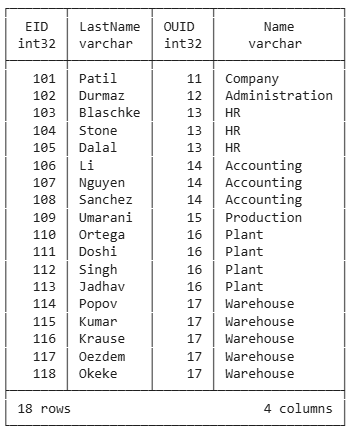 EID LastName OUID Name
int32 varchar int32 varchar
101 Patil 11 Company
102 Durmaz 12 Administration
103 Blaschke 13 HR
104 Stone 13 HR
105 Dalal 13 HR
106 Li 14 Accounting
107 Nguyen 14 Accounting
108 Sanchez 14 Accounting
109 Umarani 15 Production
110 Ortega 16 Plant
111 Doshi 16 Plant
112 Singh 16 Plant
113 Jadhav 16 Plant
114 Popov 17 Warehouse
115 Kumar 17 Warehouse
116 Krause 17 Warehouse
117 Oezdem 17 Warehouse
118 Okeke 17 Warehouse
18 rows 4 columns